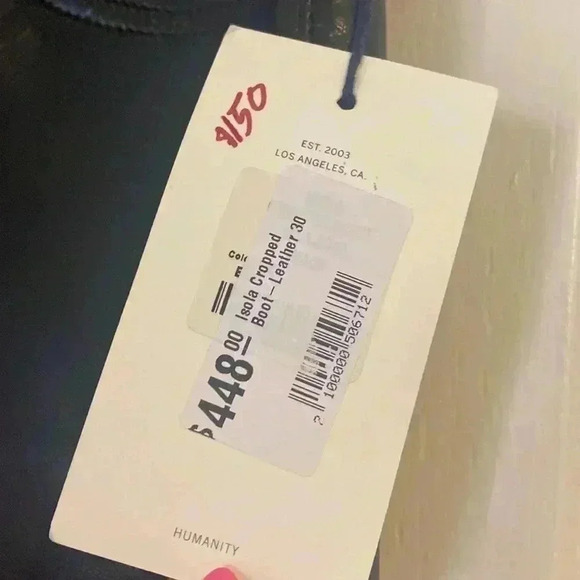 $150
EST. 2003
LOS ANGELES, CA.
Isola Cropped
Boot - Leather 30
$448.00
2 100000 506712
HUMANITY